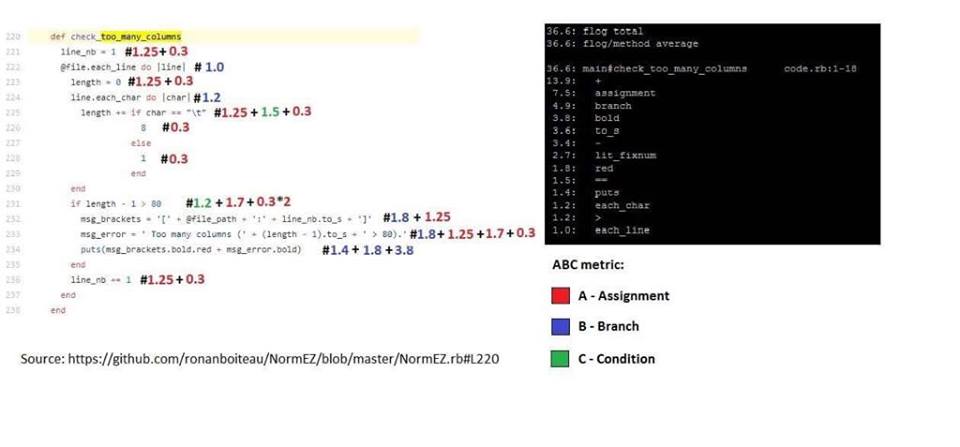 220 def check_too_many_columns
221 line_nb = 1 #1.25+ 0.3
222 @file.each_line do |line| # 1.0
223 length = 0 #1.25 + 0.3
224 line.each_char do |char| #1.2
225 length += if char == "\t" #1.25 + 1.5 + 0.3
226 8 #0.3
227 else
228 1 #0.3
229 end
230 end
231 if length - 1 > 80 #1.2 + 1.7 + 0.3*2
232 msg_brackets = '[' + @file_path + ':' + line_nb.to_s + ']' #1.8 + 1.25
233 msg_error = ' Too many columns (' + (length - 1).to_s + ' > 80).' #1.8+ 1.25 +1.7 + 0.3
234 puts(msg_brackets.bold.red + msg_error.bold) #1.4 + 1.8 +3.8
235 end
236 line_nb += 1 #1.25 + 0.3
237 end
238 end
36.6: flog total
36.6: flog/method average
36.6: main#check_too_many_columns code.rb:1-18
13.9: +
7.5: assignment
4.9: branch
3.8: bold
3.6: to_s
3.4: -
2.7: lit_fixnum
1.8: red
1.5: ==
1.4: puts
1.2: each_char
1.2: >
1.0: each_line
ABC metric:
A - Assignment
B - Branch
C - Condition
Source: https://github.com/ronanboiteau/NormEZ/blob/master/NormEZ.rb#L220